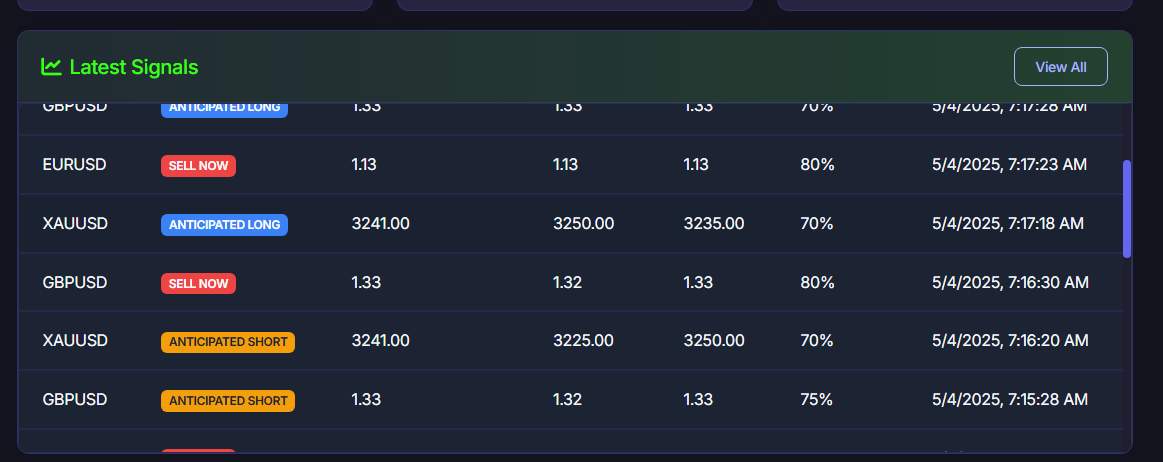 Latest Signals View All
GBPUSD ANTICIPATED LONG 1.33 1.33 1.33 70% 5/4/2025, 7:17:28 AM
EURUSD SELL NOW 1.13 1.13 1.13 80% 5/4/2025, 7:17:23 AM
XAUUSD ANTICIPATED LONG 3241.00 3250.00 3235.00 70% 5/4/2025, 7:17:18 AM
GBPUSD SELL NOW 1.33 1.32 1.33 80% 5/4/2025, 7:16:30 AM
XAUUSD ANTICIPATED SHORT 3241.00 3225.00 3250.00 70% 5/4/2025, 7:16:20 AM
GBPUSD ANTICIPATED SHORT 1.33 1.32 1.33 75% 5/4/2025, 7:15:28 AM